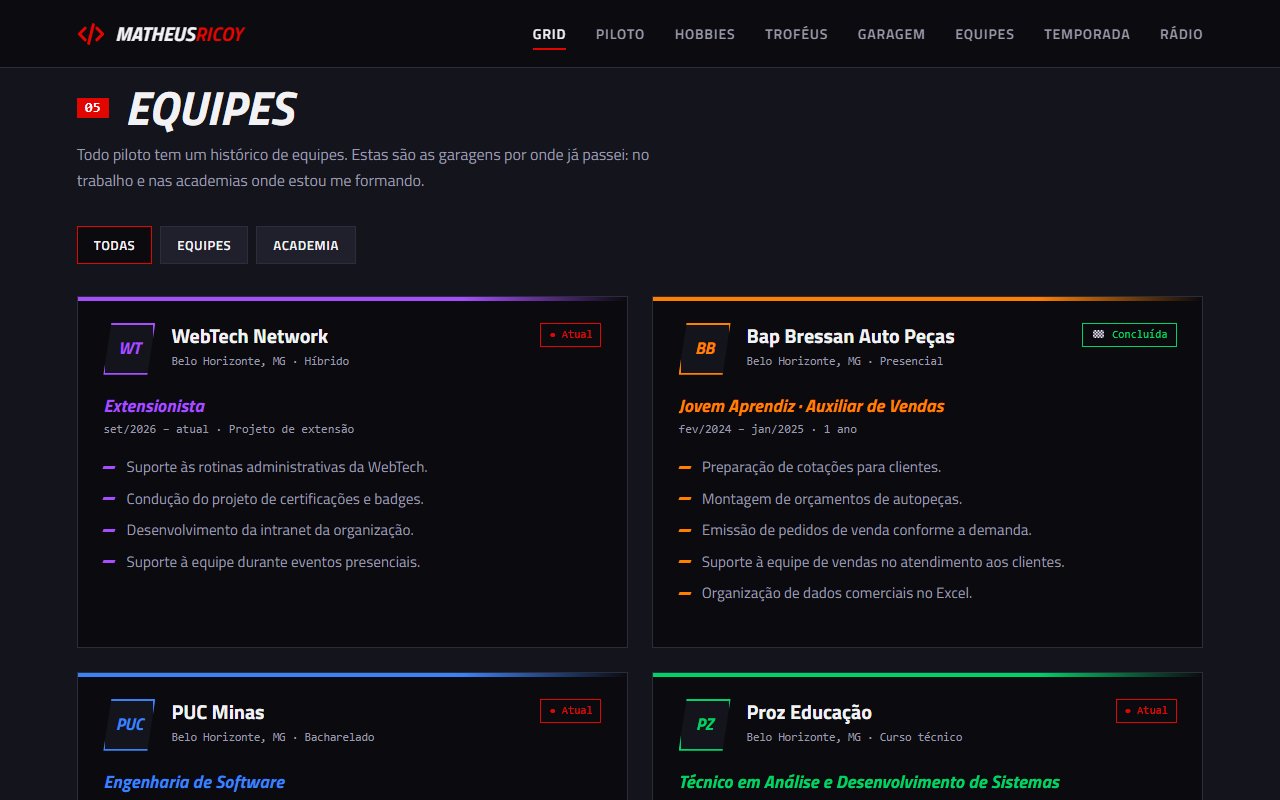 </> MATHEUSRICOY
GRID PILOTO HOBBIES TROFÉUS GARAGEM EQUIPES TEMPORADA RÁDIO
05 EQUIPES
Todo piloto tem um histórico de equipes. Estas são as garagens por onde já passei: no
trabalho e nas academias onde estou me formando.
TODAS EQUIPES ACADEMIA
WT WebTech Network
Belo Horizonte, MG · Híbrido
Atual
Extensionista
set/2026 – atual · Projeto de extensão
Suporte às rotinas administrativas da WebTech.
Condução do projeto de certificações e badges.
Desenvolvimento da intranet da organização.
Suporte à equipe durante eventos presenciais.
BB Bap Bressan Auto Peças
Belo Horizonte, MG · Presencial
Concluída
Jovem Aprendiz · Auxiliar de Vendas
fev/2024 – jan/2025 · 1 ano
Preparação de cotações para clientes.
Montagem de orçamentos de autopeças.
Emissão de pedidos de venda conforme a demanda.
Suporte à equipe de vendas no atendimento aos clientes.
Organização de dados comerciais no Excel.
PUC PUC Minas
Belo Horizonte, MG · Bacharelado
Atual
Engenharia de Software
PZ Proz Educação
Belo Horizonte, MG · Curso técnico
Atual
Técnico em Análise e Desenvolvimento de Sistemas